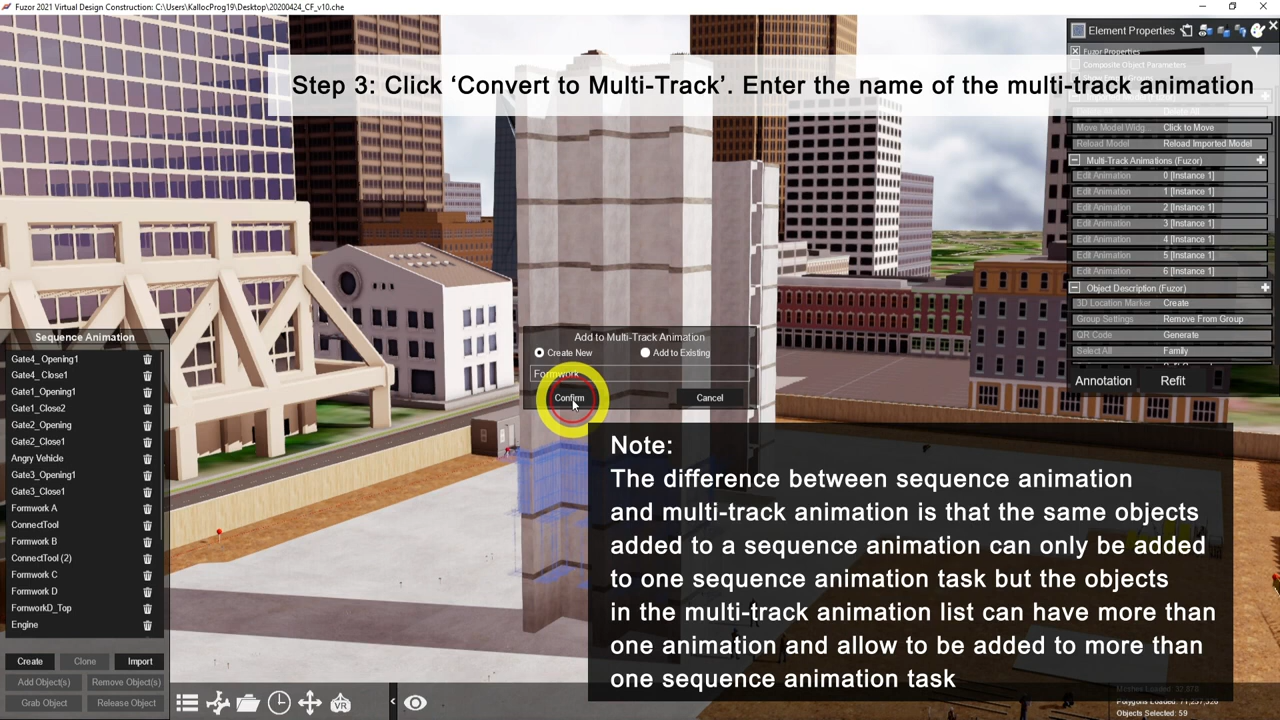 Fuzor 2021 Virtual Design Construction: C:\Users\KallocProg19\Desktop\20200424_CF_v10.che
Step 3: Click ‘Convert to Multi-Track’. Enter the name of the multi-track animation
Element Properties
Fuzor Properties
Composite Object Parameters
Move Model Widg Click to Move
Reload Model Reload Imported Model
Multi-Track Animations (Fuzor)
Edit Animation 0 [Instance 1]
Edit Animation 1 [Instance 1]
Edit Animation 2 [Instance 1]
Edit Animation 3 [Instance 1]
Edit Animation 4 [Instance 1]
Edit Animation 5 [Instance 1]
Edit Animation 6 [Instance 1]
Object Description (Fuzor)
3D Location Marker Create
Group Settings Remove From Group
QR Code Generate
Select All Family
Annotation Refit
Sequence Animation
Gate4_Opening1
Gate4_ Close1
Gate1_Opening1
Gate1_Close2
Gate2_Opening
Gate2_Close1
Angry Vehicle
Gate3_Opening1
Gate3_Close1
Formwork A
ConnectTool
Formwork B
ConnectTool (2)
Formwork C
Formwork D
FormworkD_Top
Engine
Create Clone Import
Add Object(s) Remove Object(s)
Grab Object Release Object
Add to Multi-Track Animation
Create New Add to Existing
Formwork
Confirm Cancel
Note:
The difference between sequence animation
and multi-track animation is that the same objects
added to a sequence animation can only be added
to one sequence animation task but the objects
in the multi-track animation list can have more than
one animation and allow to be added to more than
one sequence animation task
VR
Objects Selected: 59